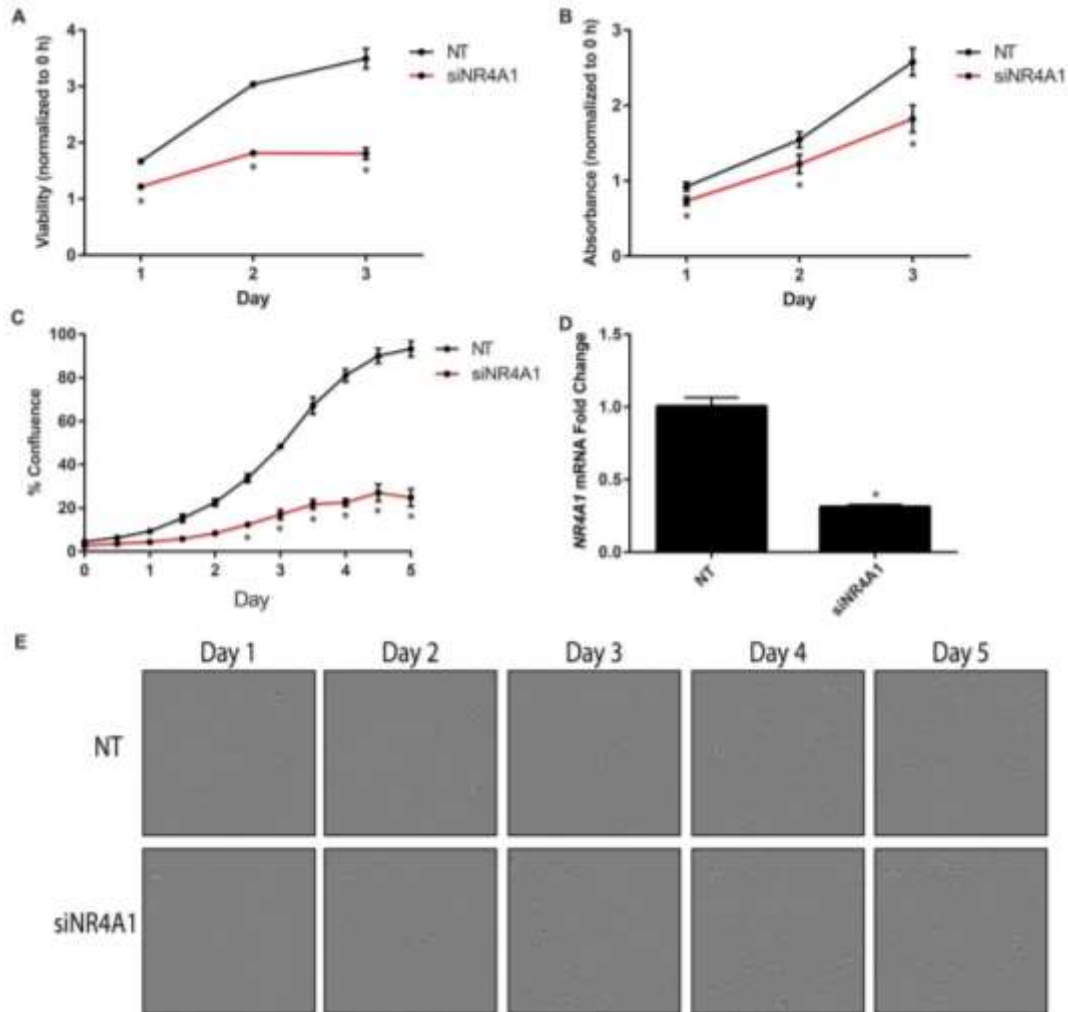 A
Viability (normalized to 0 h)
4
3
2
1
0
1
2
3
Day
NT
siNR4A1
*
*
*
B
Absorbance (normalized to 0 h)
3
2
1
0
1
2
3
Day
NT
siNR4A1
*
*
*
C
% Confluence
100
80
60
40
20
0
0
1
2
3
4
5
Day
NT
siNR4A1
*
*
*
*
*
*
D
NR4A1 mRNA Fold Change
1.5
1.0
0.5
0.0
*
NT
siNR4A1
E
Day 1
Day 2
Day 3
Day 4
Day 5
NT
siNR4A1